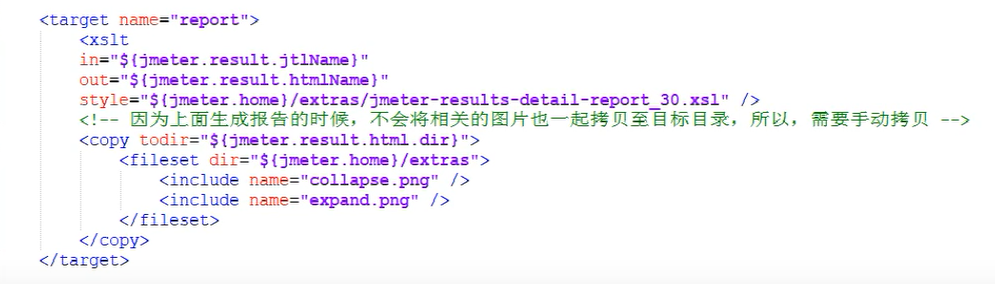 <target name="report">
<xslt
in="${jmeter.result.jtlName}"
out="${jmeter.result.htmlName}"
style="${jmeter.home}/extras/jmeter-results-detail-report_30.xsl" />
<!-- 因为上面生成报告的时候，不会将相关的图片也一起拷贝至目标目录，所以，需要手动拷贝 -->
<copy todir="${jmeter.result.html.dir}">
<fileset dir="${jmeter.home}/extras">
<include name="collapse.png" />
<include name="expand.png" />
</fileset>
</copy>
</target>